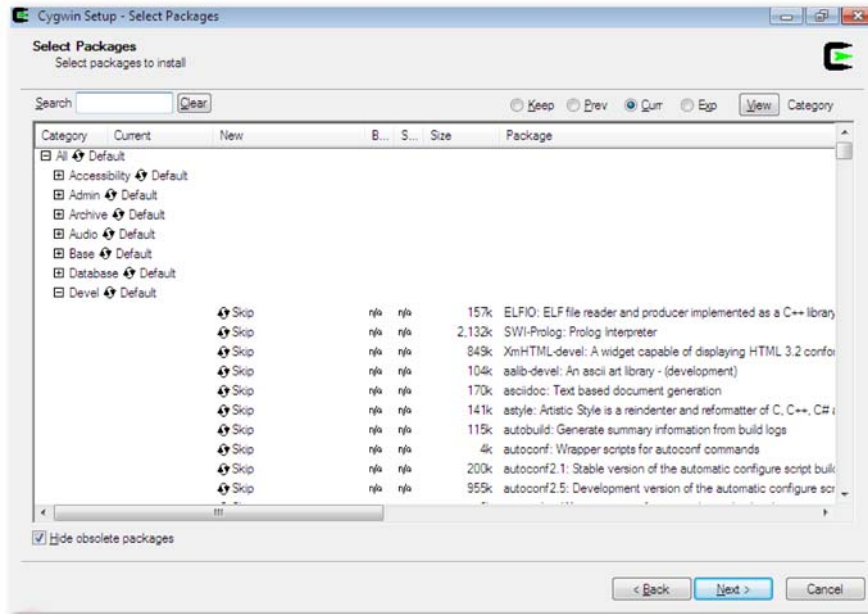 Cygwin Setup - Select Packages
Select Packages
Select packages to install
Search Clear Keep Prev Curr Exp View Category
Category Current New B... S... Size Package
All Default
Accessibility Default
Admin Default
Archive Default
Audio Default
Base Default
Database Default
Devel Default
Skip n/a n/a 157k ELFIO: ELF file reader and producer implemented as a C++ library
Skip n/a n/a 2,132k SWI-Prolog: Prolog Interpreter
Skip n/a n/a 849k XmHTML-devel: A widget capable of displaying HTML 3.2 confor
Skip n/a n/a 104k aalib-devel: An ascii art library - (development)
Skip n/a n/a 170k asciidoc: Text based document generation
Skip n/a n/a 141k astyle: Artistic Style is a reindenter and reformatter of C, C++, C#
Skip n/a n/a 115k autobuild: Generate summary information from build logs
Skip n/a n/a 4k autoconf: Wrapper scripts for autoconf commands
Skip n/a n/a 200k autoconf2.1: Stable version of the automatic configure script
Skip n/a n/a 955k autoconf2.5: Development version of the automatic configure
Hide obsolete packages
< Back Next > Cancel